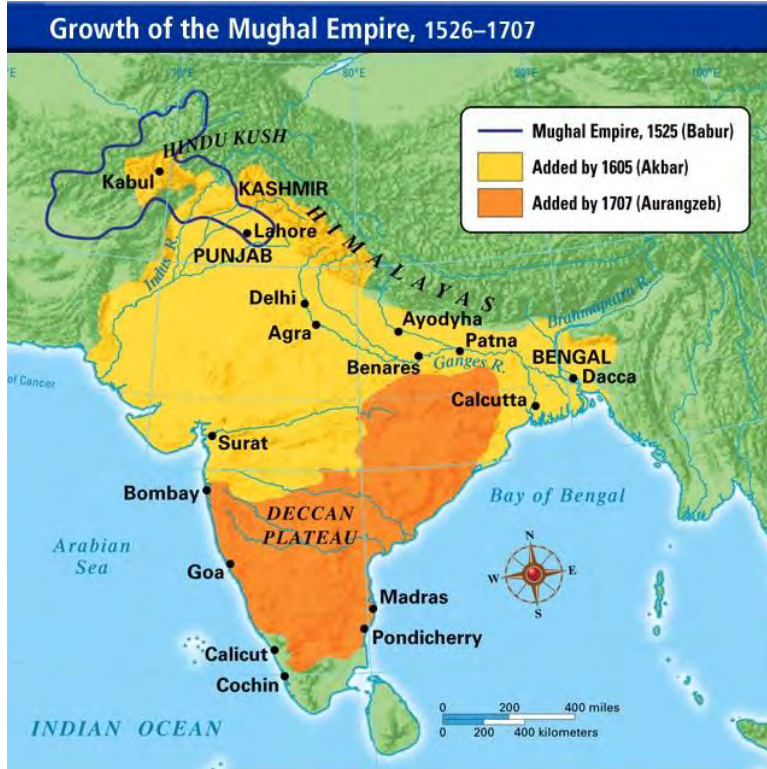 Growth of the Mughal Empire, 1526–1707
°E
70°E
80°E
90°E
100°E
Mughal Empire, 1525 (Babur)
Added by 1605 (Akbar)
Added by 1707 (Aurangzeb)
HINDU KUSH
Kabul
KASHMIR
HIMALAYAS
Lahore
PUNJAB
Indus R.
Delhi
Agra
Ayodyha
Brahmaputra R.
Patna
Benares
Ganges R.
BENGAL
Dacca
of Cancer
Calcutta
Surat
Bombay
Bay of Bengal
DECCAN
PLATEAU
Arabian
Sea
N
W
E
S
Goa
Madras
Pondicherry
Calicut
Cochin
INDIAN OCEAN
0 200 400 miles
0 200 400 kilometers